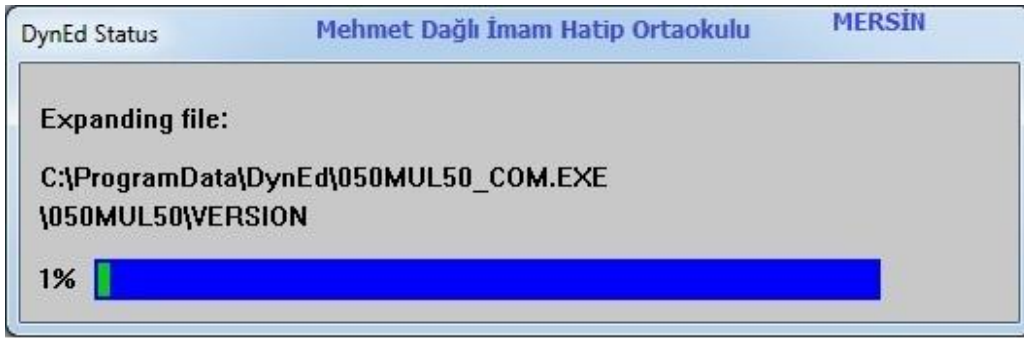 DynEd Status Mehmet Dağlı İmam Hatip Ortaokulu MERSİN
Expanding file:
C:\ProgramData\DynEd\050MUL50_COM.EXE
\050MUL50\VERSION
1%